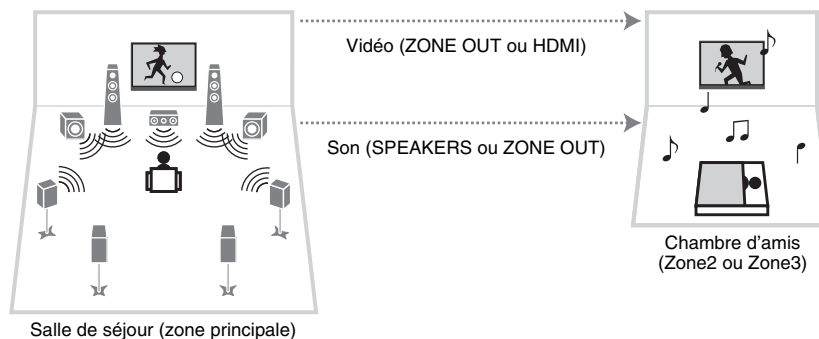 Vidéo (ZONE OUT ou HDMI)
Son (SPEAKERS ou ZONE OUT)
Chambre d'amis
(Zone2 ou Zone3)
Salle de séjour (zone principale)